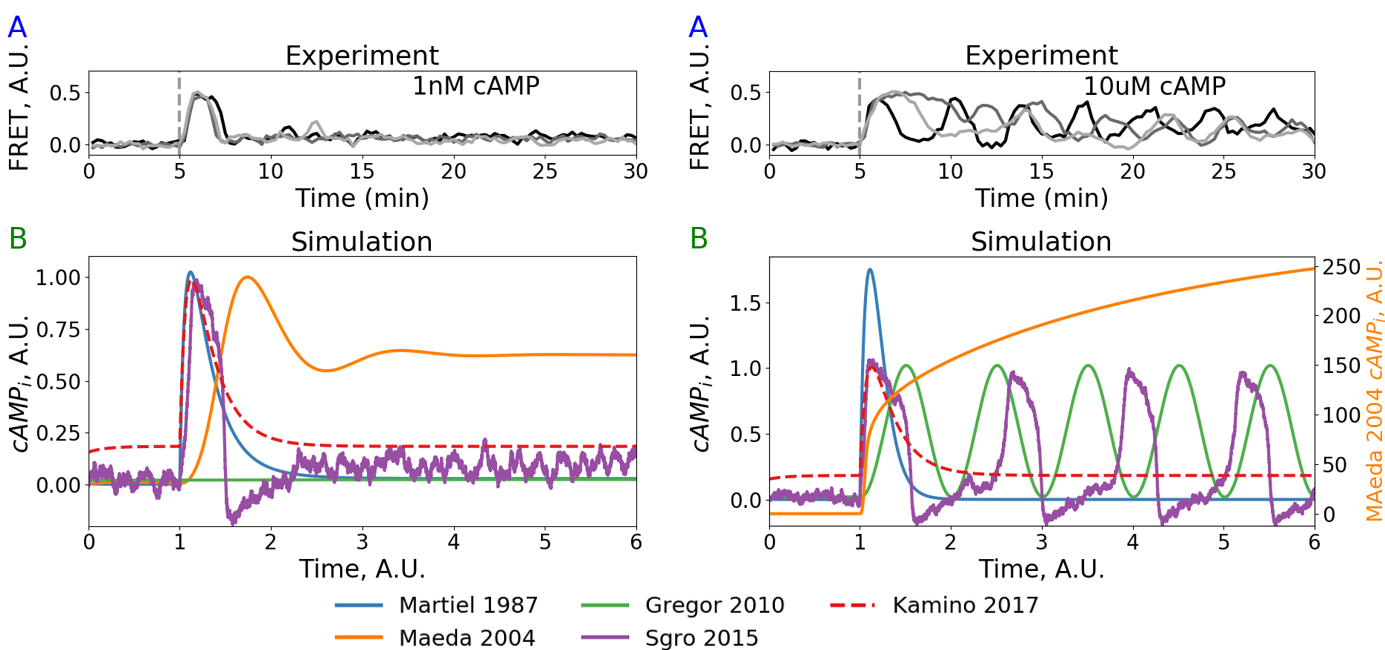 A
Experiment
1nM cAMP
FRET, A.U.
0.5
0.0
0 5 10 15 20 25 30
Time (min)
A
Experiment
10uM cAMP
FRET, A.U.
0.5
0.0
0 5 10 15 20 25 30
Time (min)
B
Simulation
cAMPi, A.U.
1.00
0.75
0.50
0.25
0.00
0 1 2 3 4 5 6
Time, A.U.
B
Simulation
cAMPi, A.U.
1.5
1.0
0.5
0.0
250
200
150
100
50
0
MAeda 2004 cAMPi, A.U.
0 1 2 3 4 5 6
Time, A.U.
Martiel 1987
Gregor 2010
Kamino 2017
Maeda 2004
Sgro 2015